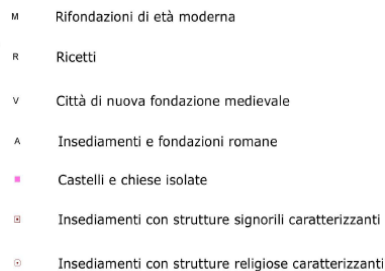 M Rifondazioni di età moderna
R Ricetti
V Città di nuova fondazione medievale
A Insediamenti e fondazioni romane
Castelli e chiese isolate
Insediamenti con strutture signorili caratterizzanti
Insediamenti con strutture religiose caratterizzanti